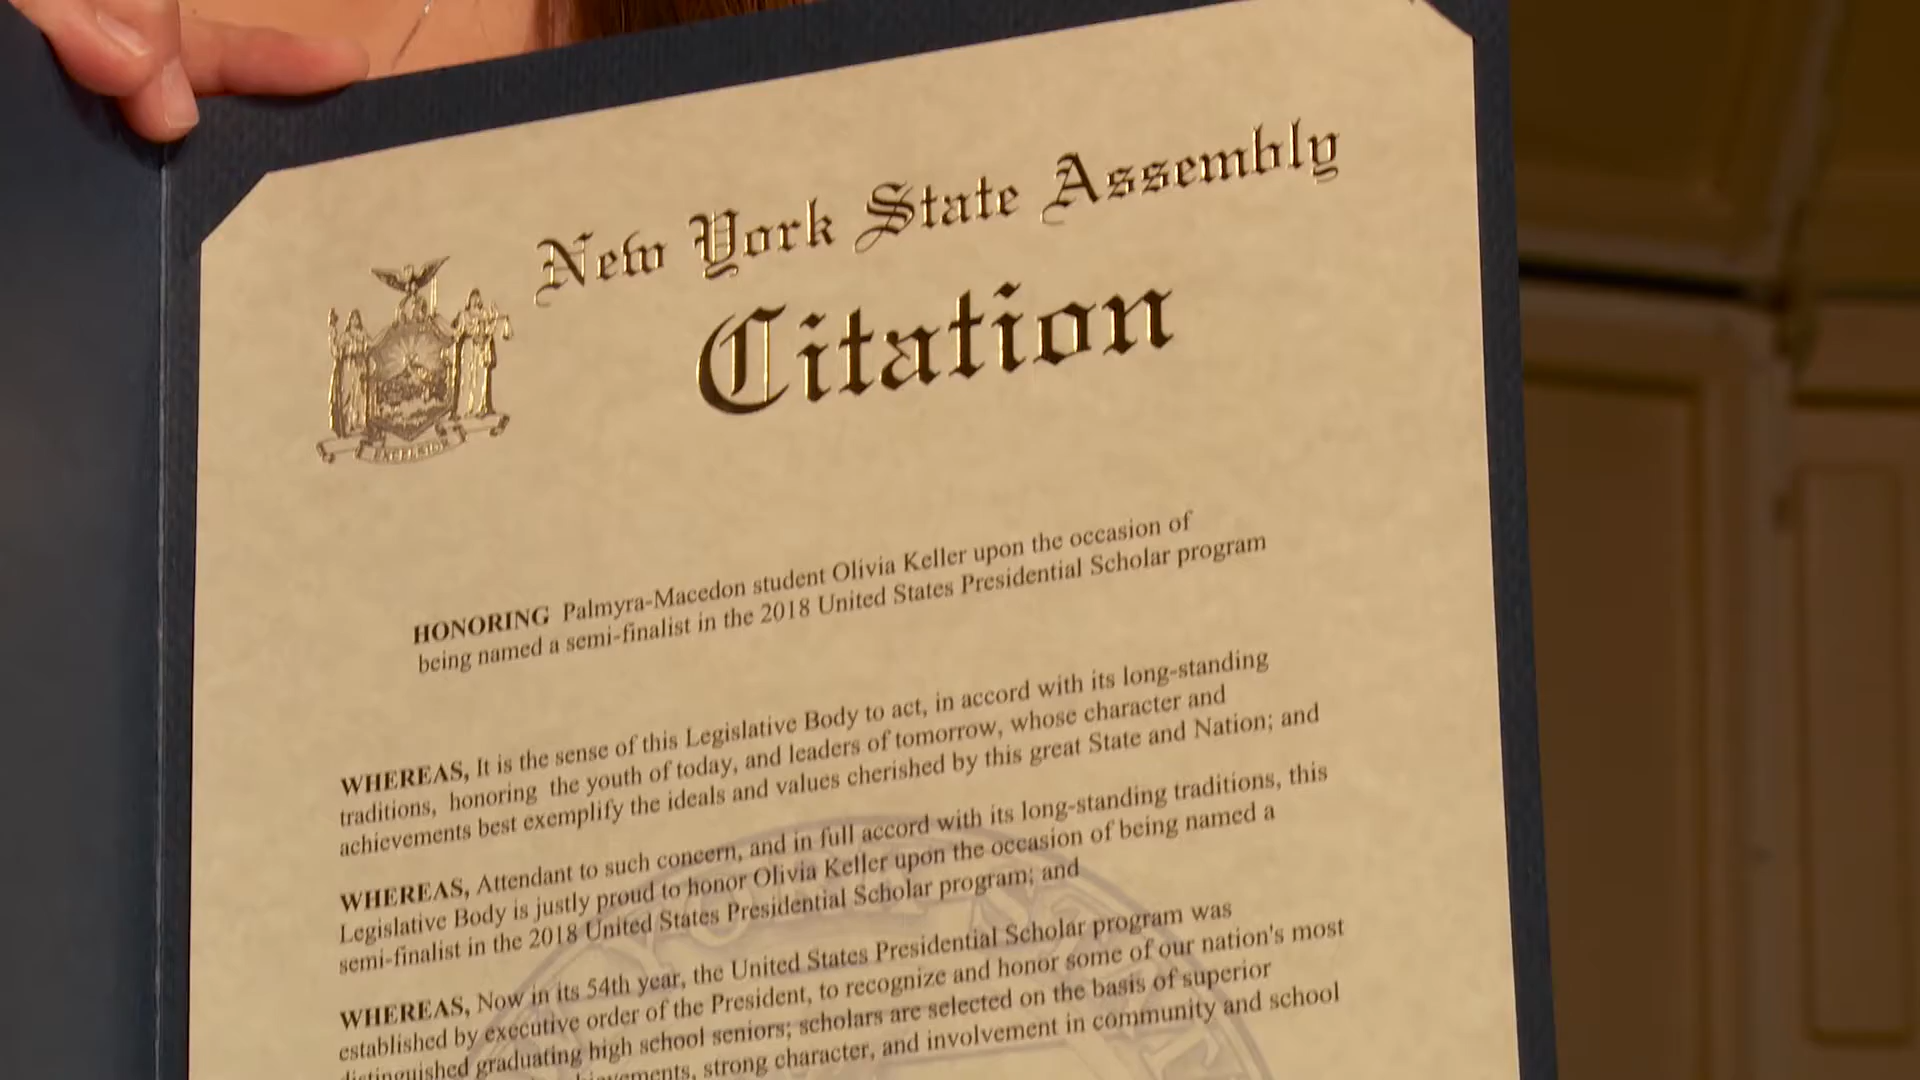 New York State Assembly
Citation
EXCELSIOR
HONORING Palmyra-Macedon student Olivia Keller upon the occasion of
being named a semi-finalist in the 2018 United States Presidential Scholar program
WHEREAS, It is the sense of this Legislative Body to act, in accord with its long-standing
traditions, honoring the youth of today, and leaders of tomorrow, whose character and
achievements best exemplify the ideals and values cherished by this great State and Nation; and
WHEREAS, Attendant to such concern, and in full accord with its long-standing traditions, this
Legislative Body is justly proud to honor Olivia Keller upon the occasion of being named a
semi-finalist in the 2018 United States Presidential Scholar program; and
WHEREAS, Now in its 54th year, the United States Presidential Scholar program was
established by executive order of the President, to recognize and honor some of our nation's most
distinguished graduating high school seniors; scholars are selected on the basis of superior
strong character, and involvement in community and school